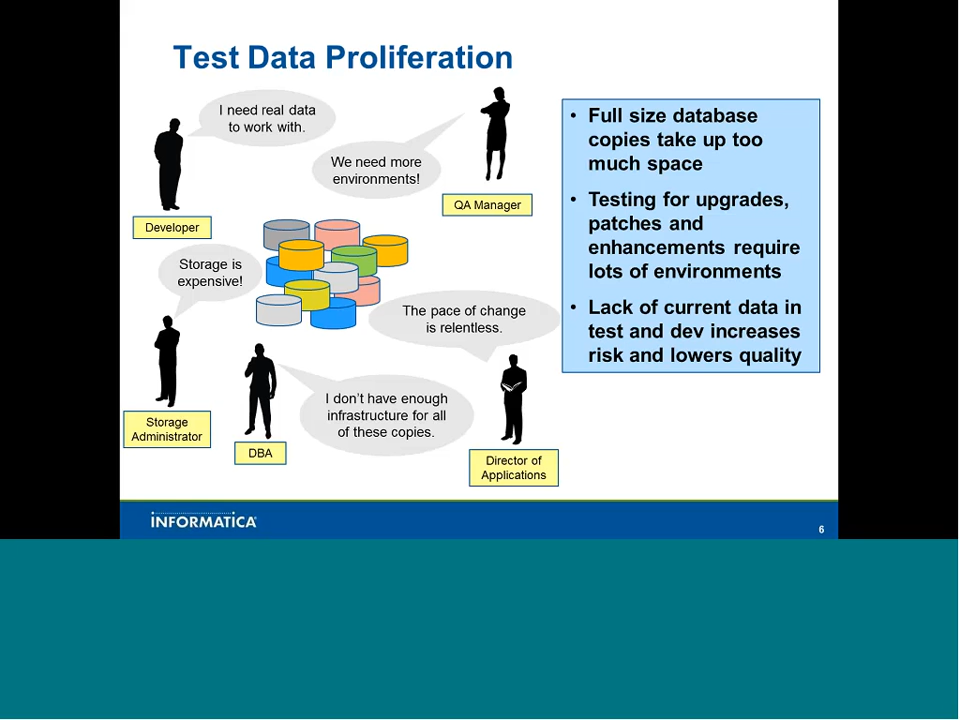 Test Data Proliferation
I need real data
to work with.
We need more
environments!
Developer
QA Manager
Storage is
expensive!
The pace of change
is relentless.
I don't have enough
infrastructure for all
of these copies.
Storage
Administrator
DBA
Director of
Applications
• Full size database
copies take up too
much space
• Testing for upgrades,
patches and
enhancements require
lots of environments
• Lack of current data in
test and dev increases
risk and lowers quality
INFORMATICA®
6